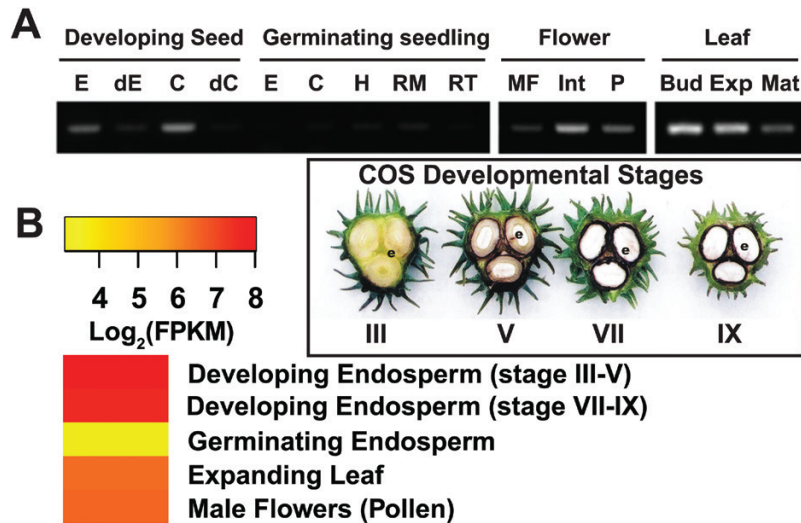 A
Developing Seed Germinating seedling Flower Leaf
E dE C dC E C H RM RT MF Int P Bud Exp Mat
COS Developmental Stages
e e e e
III V VII IX
B
4 5 6 7 8
Log₂(FPKM)
Developing Endosperm (stage III-V)
Developing Endosperm (stage VII-IX)
Germinating Endosperm
Expanding Leaf
Male Flowers (Pollen)